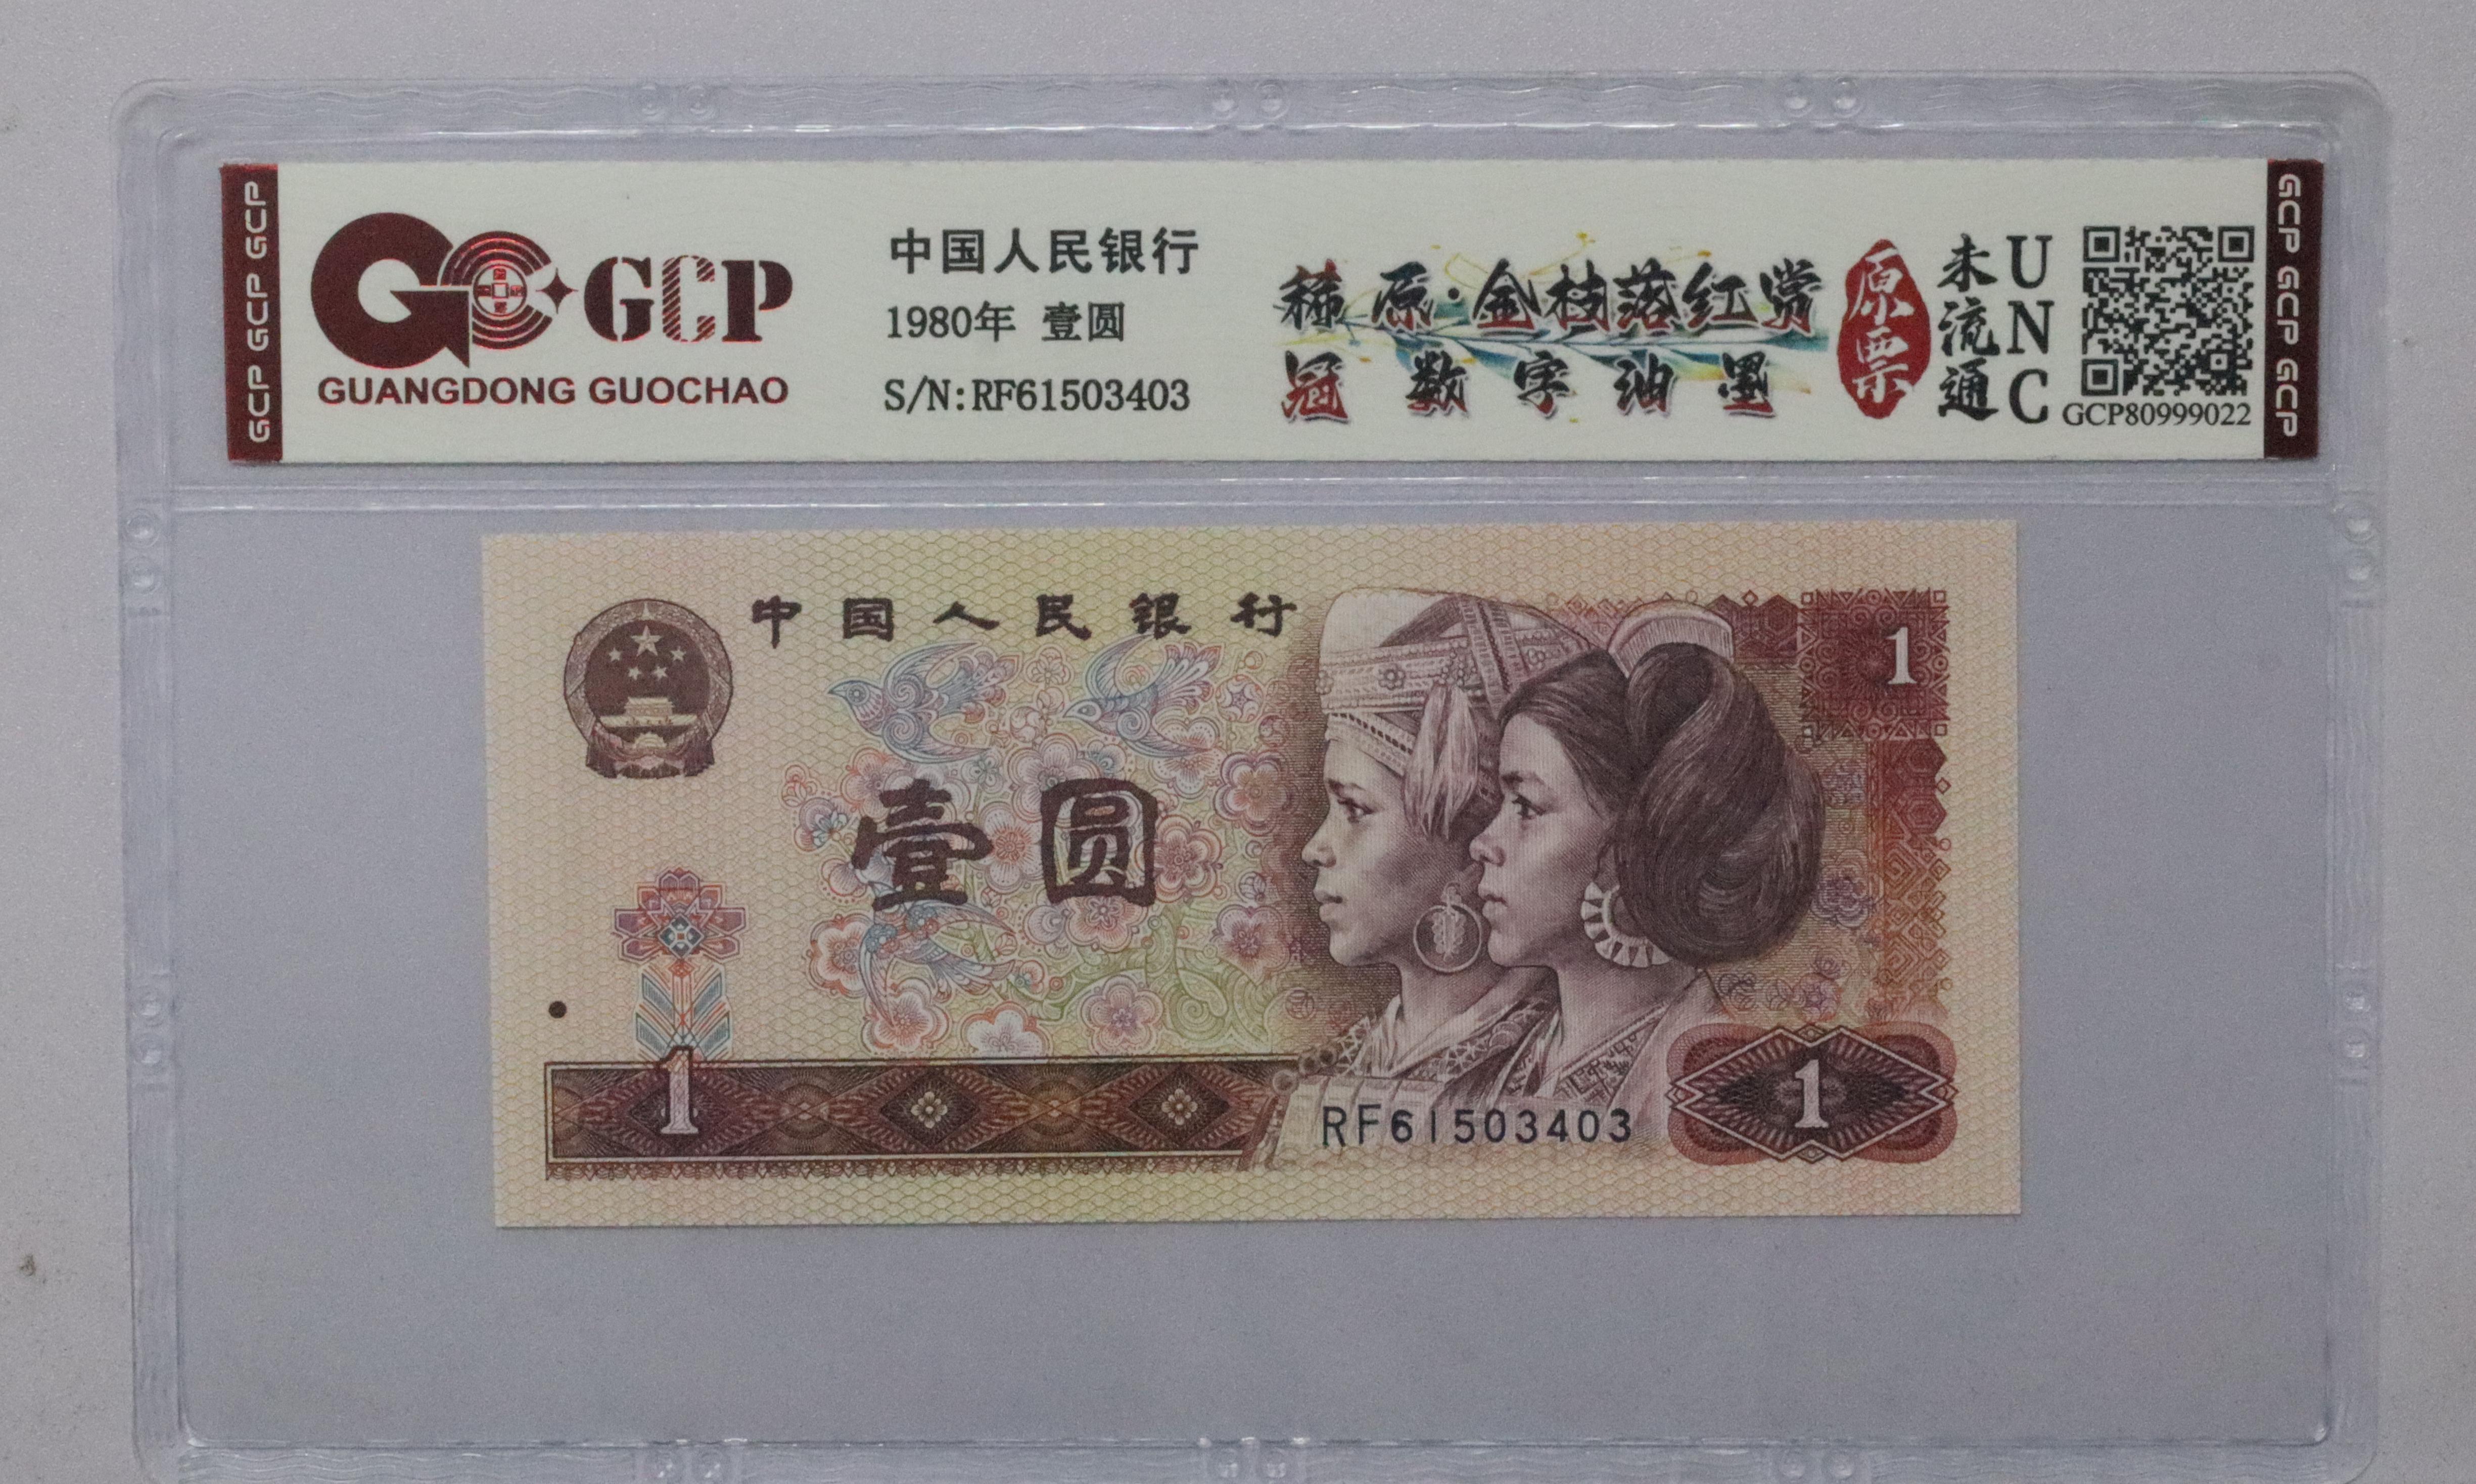 GCP GCP GCP
GCP
GUANGDONG GUOCHAO
中国人民银行
1980年 壹圆
S/N:RF61503403
稀原·金枝落红赏
冠数字油墨
原票
未流通
UNC
GCP80999022
GCP GCP GCP
中国人民银行
1
壹圆
1
RF61503403
1